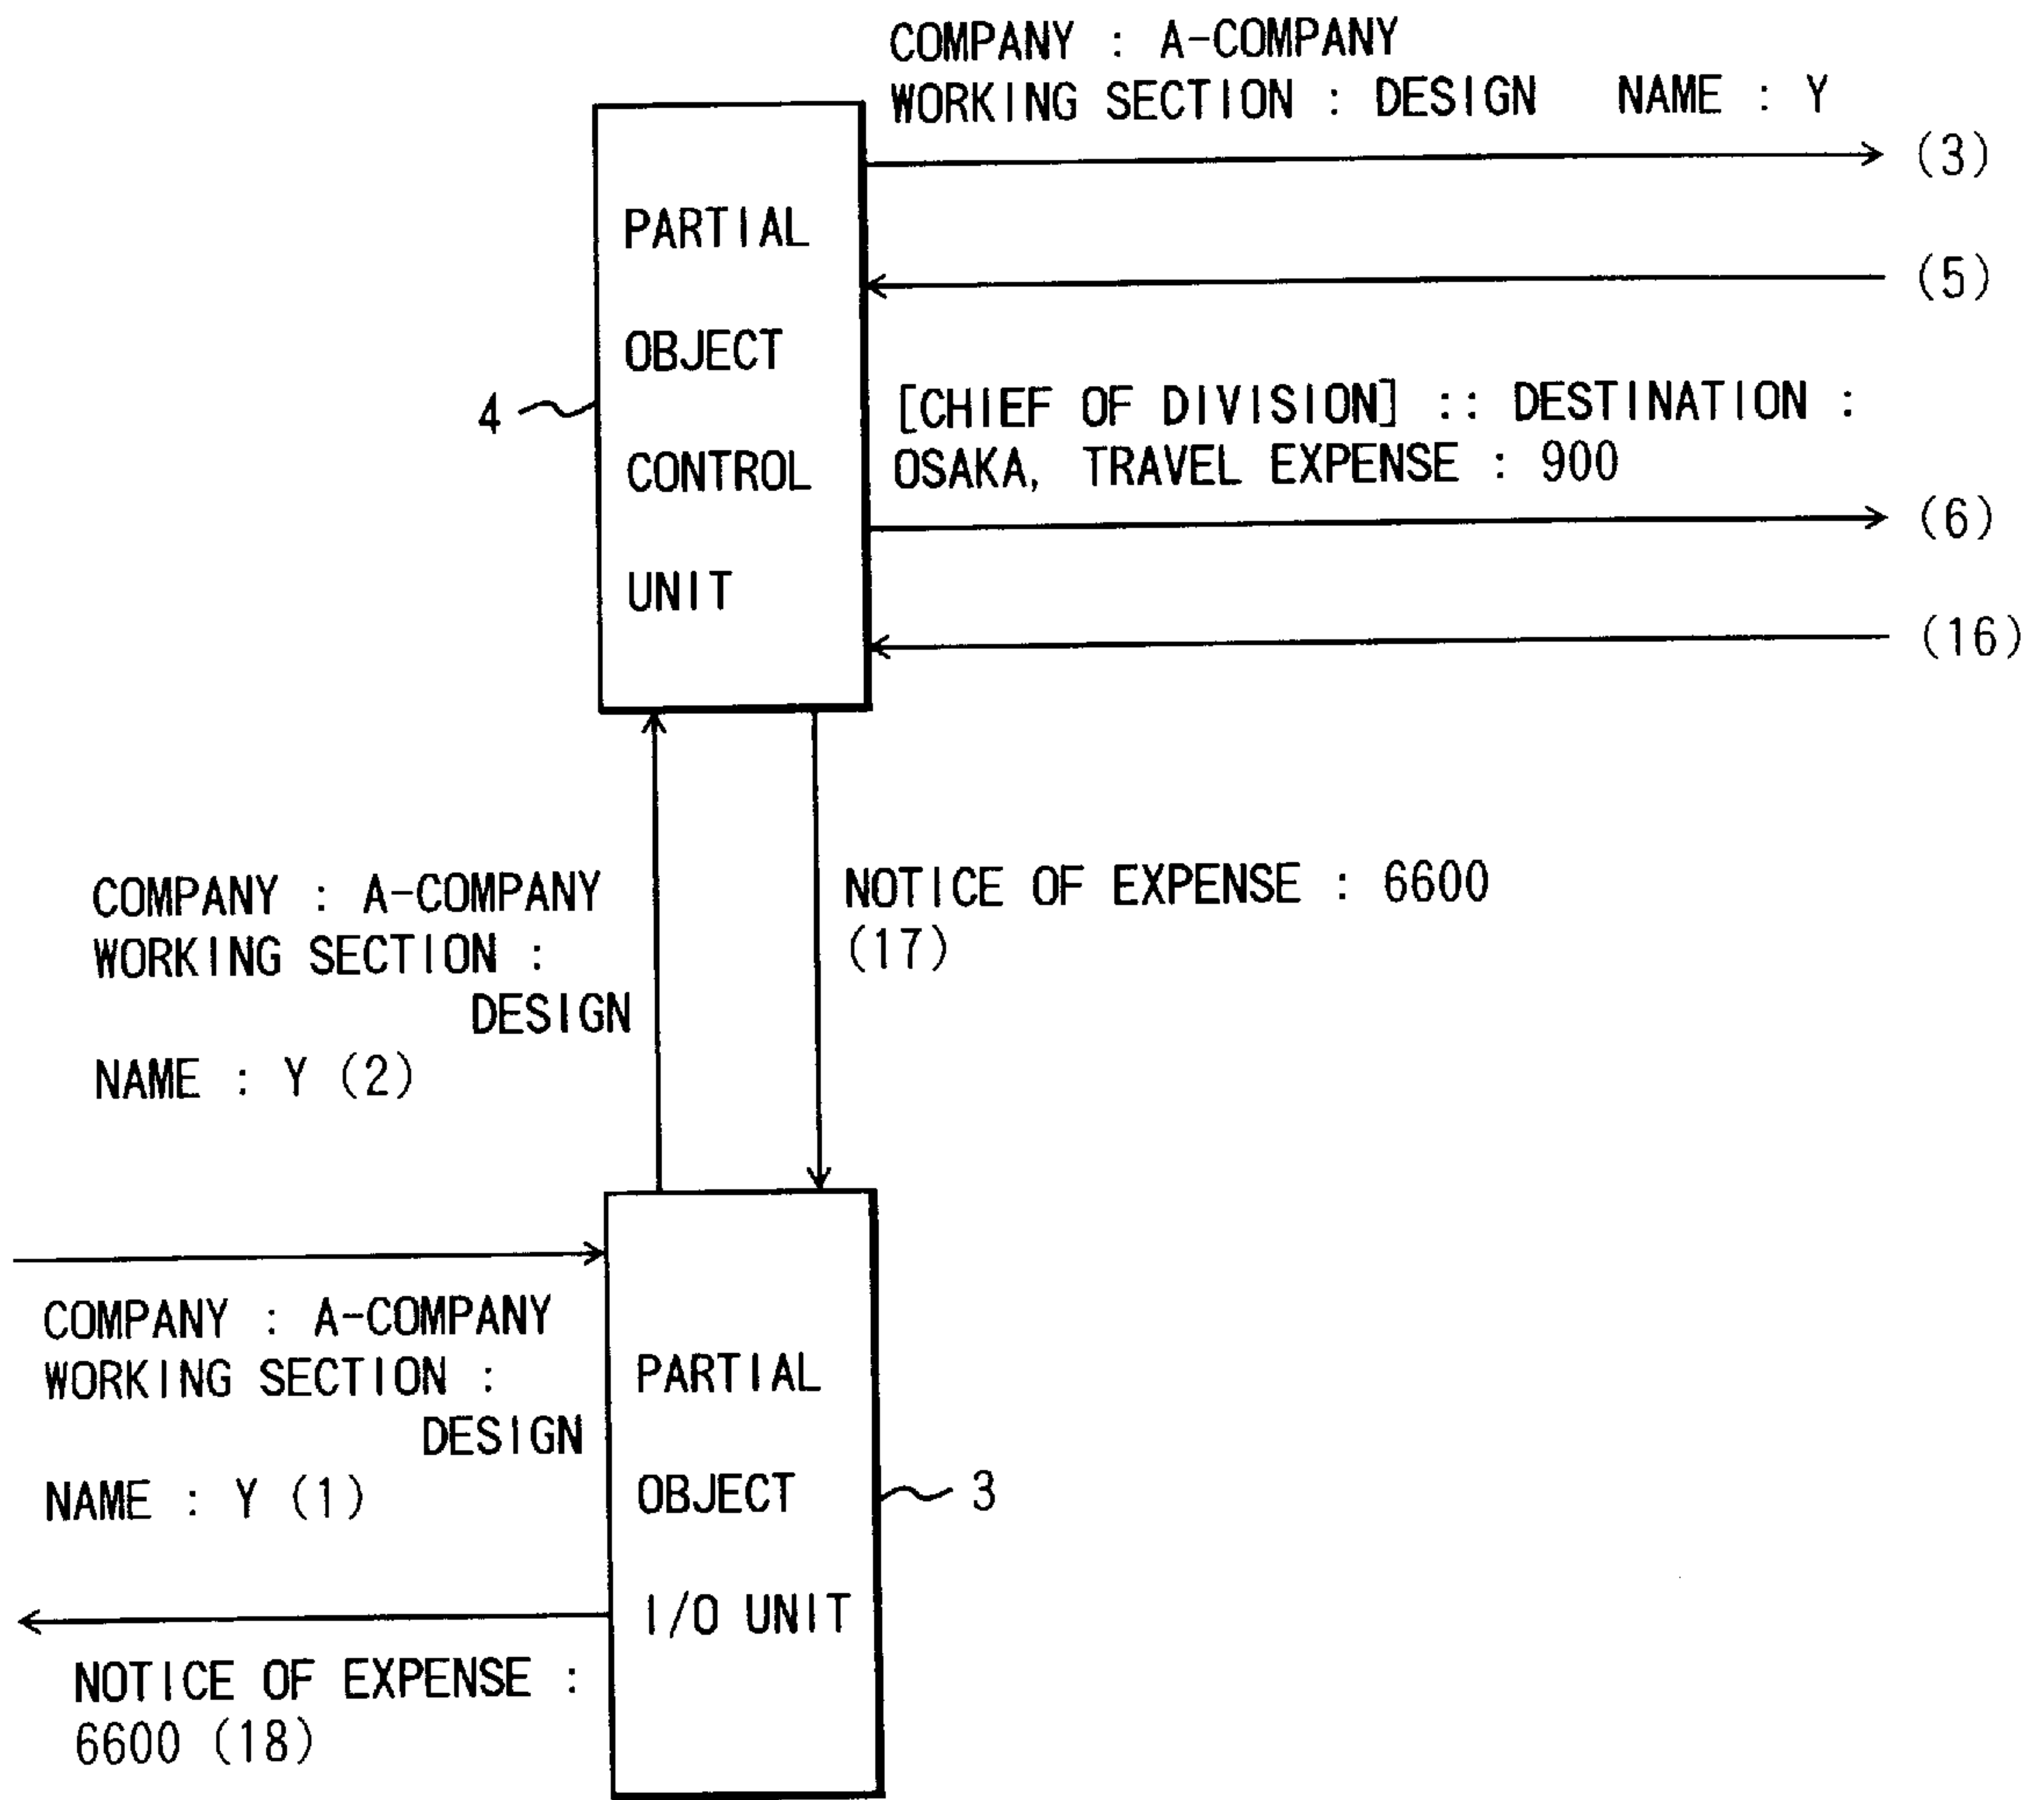 COMPANY : A-COMPANY
WORKING SECTION : DESIGN NAME : Y
(3)
PARTIAL
OBJECT
CONTROL
UNIT
4
(5)
[CHIEF OF DIVISION] :: DESTINATION :
OSAKA, TRAVEL EXPENSE : 900
(6)
(16)
COMPANY : A-COMPANY
WORKING SECTION :
DESIGN
NAME : Y (2)
NOTICE OF EXPENSE : 6600
(17)
COMPANY : A-COMPANY
WORKING SECTION :
DESIGN
NAME : Y (1)
PARTIAL
OBJECT
I/O UNIT
3
NOTICE OF EXPENSE :
6600 (18)